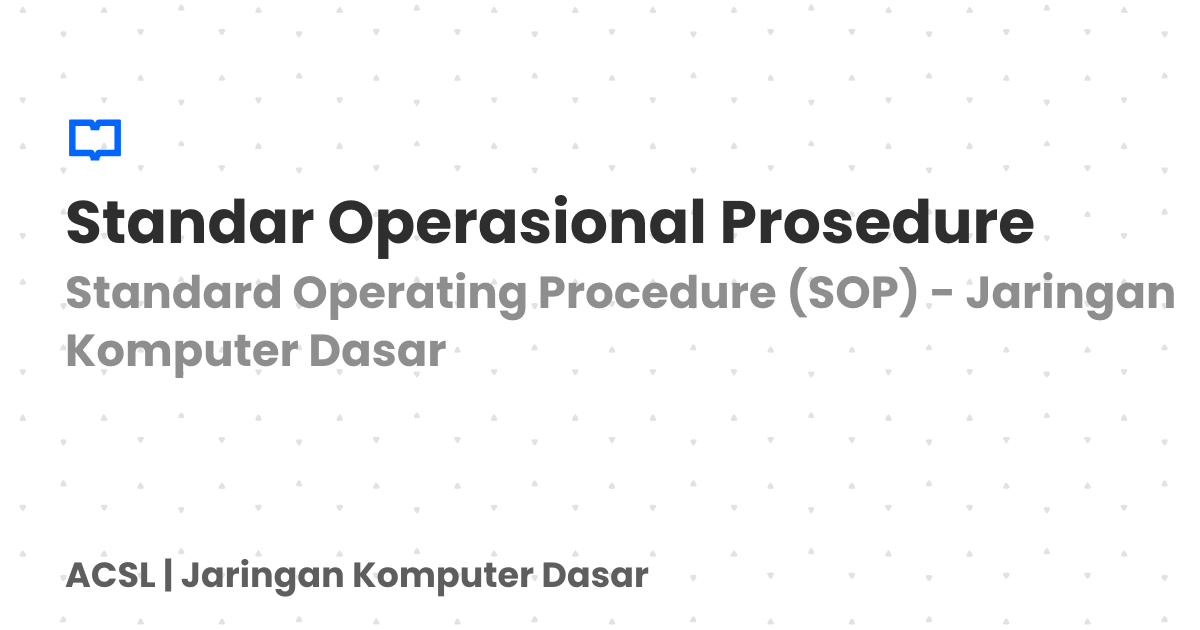 Standar Operasional Prosedure
Standard Operating Procedure (SOP) - Jaringan
Komputer Dasar
ACSL | Jaringan Komputer Dasar